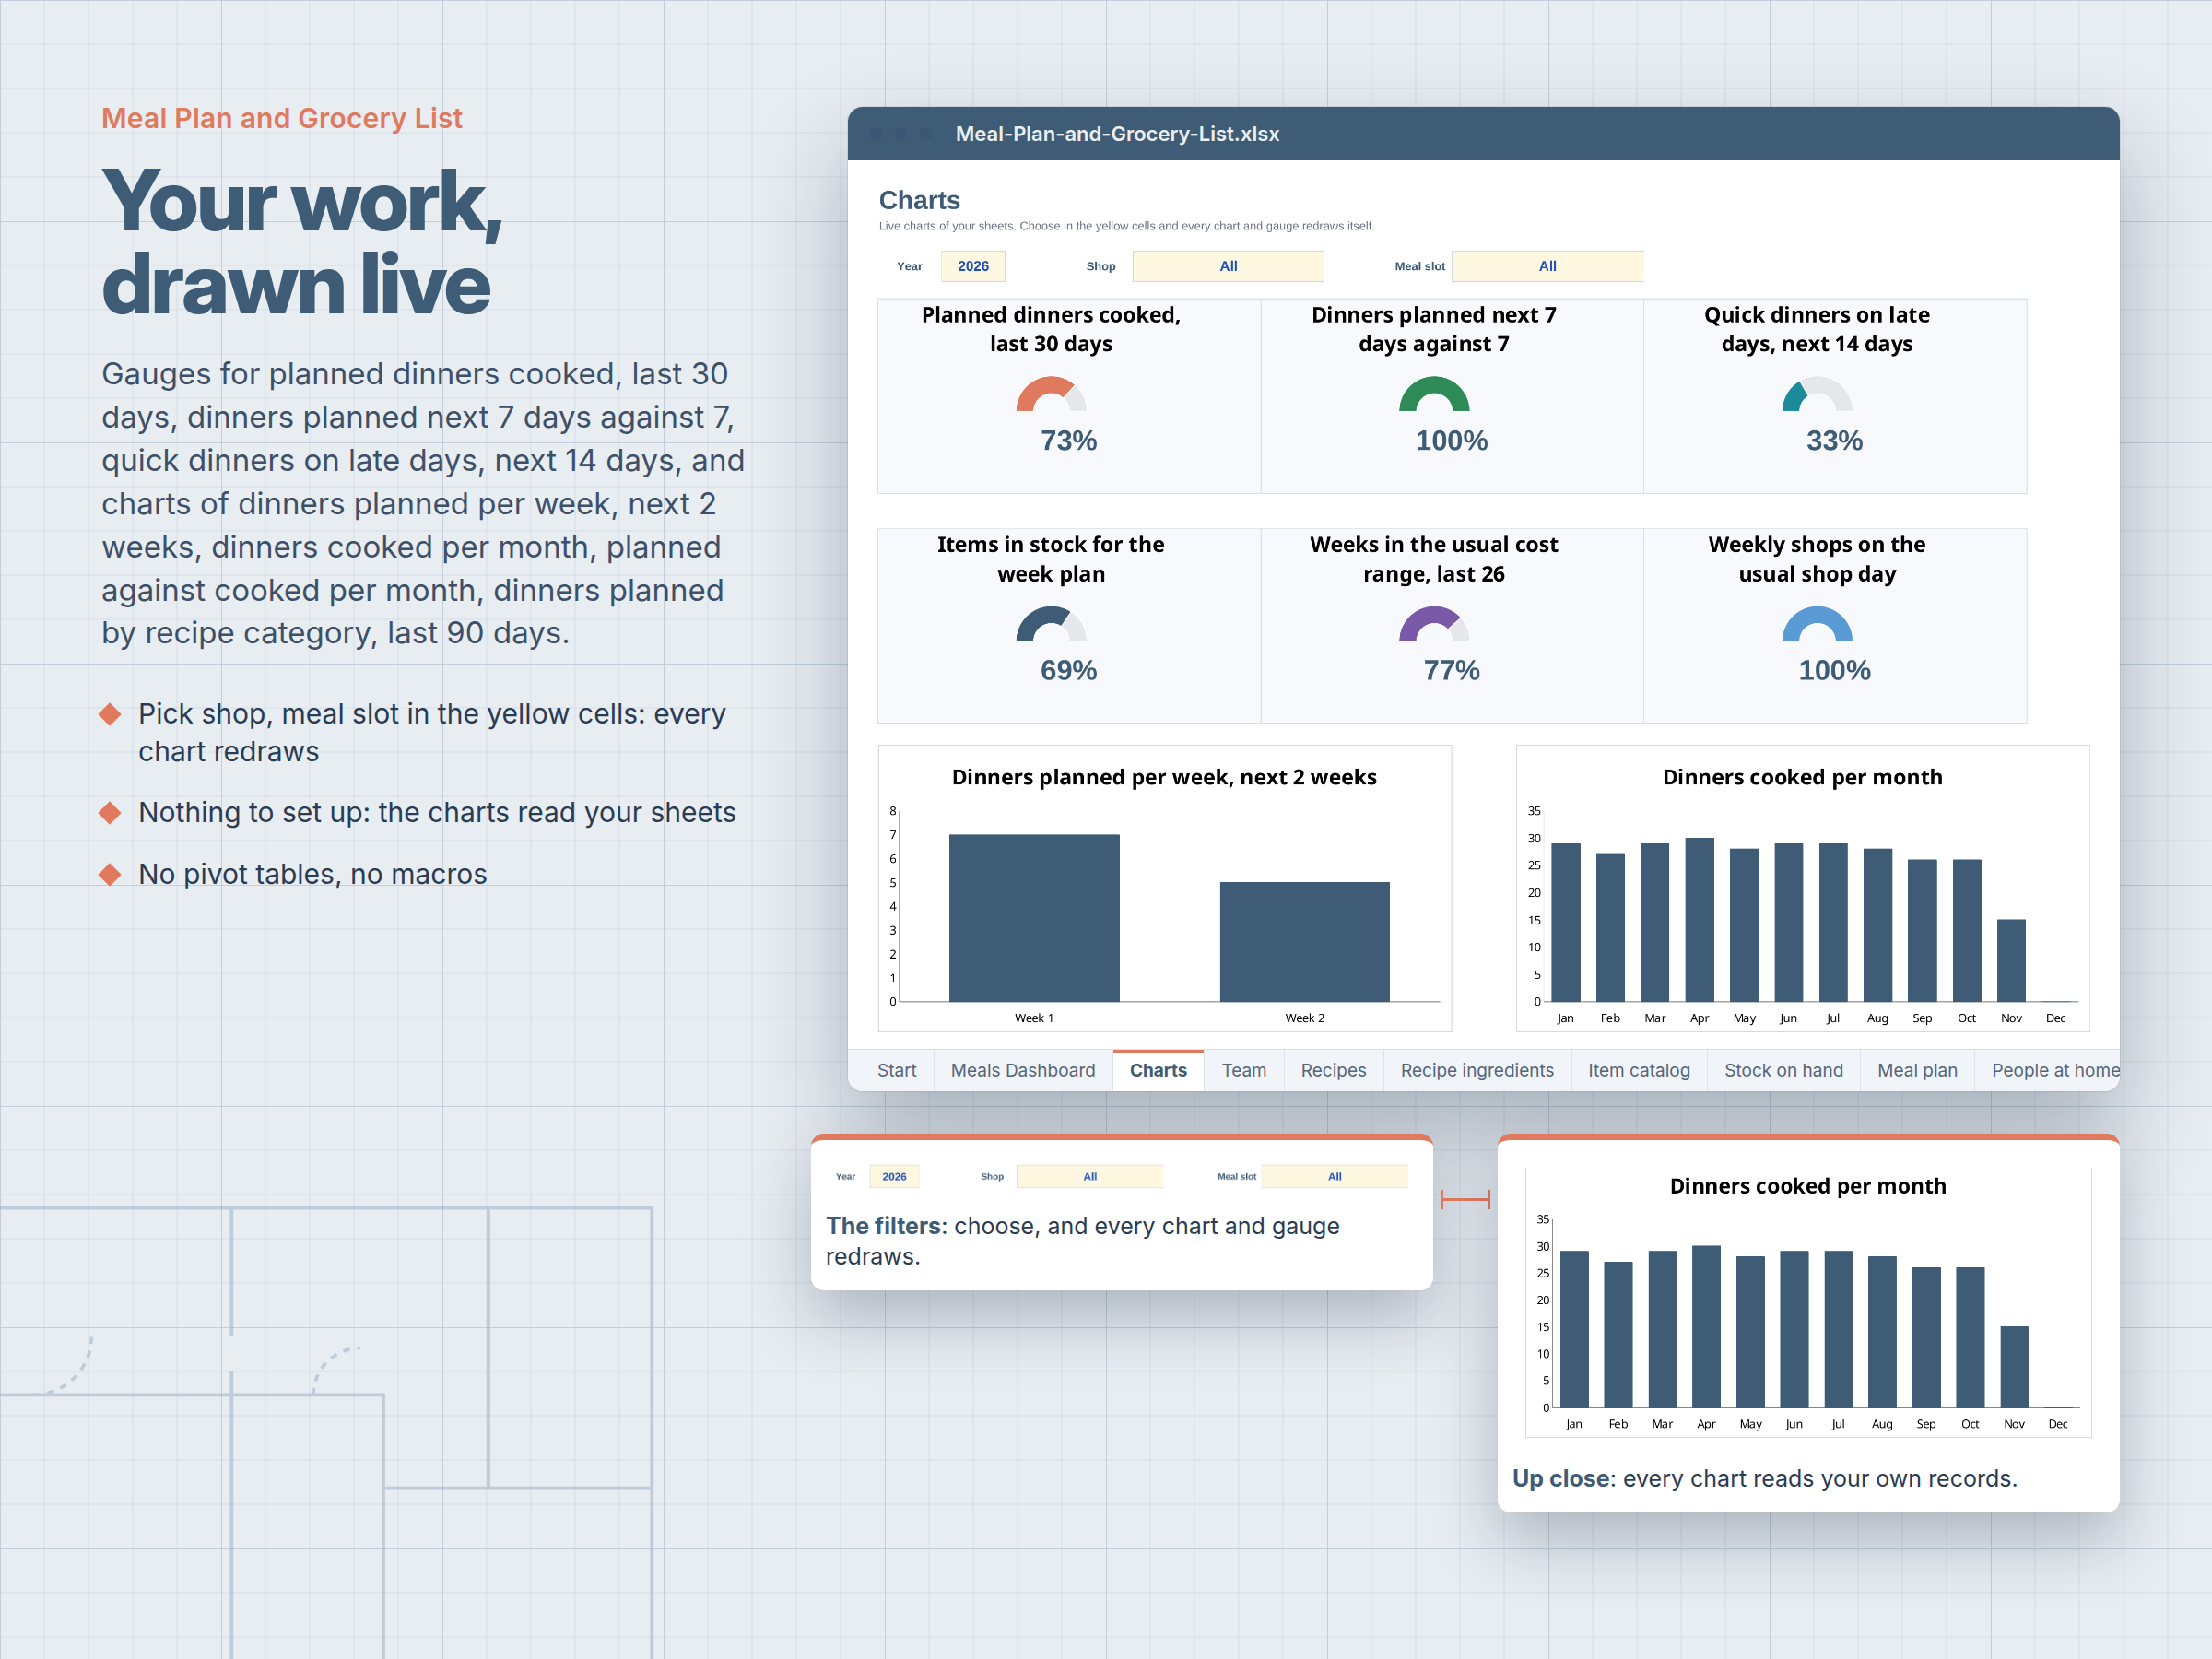 Meal Plan and Grocery List
Your work,
drawn live
Gauges for planned dinners cooked, last 30
days, dinners planned next 7 days against 7,
quick dinners on late days, next 14 days, and
charts of dinners planned per week, next 2
weeks, dinners cooked per month, planned
against cooked per month, dinners planned
by recipe category, last 90 days.
Pick shop, meal slot in the yellow cells: every
chart redraws
Nothing to set up: the charts read your sheets
No pivot tables, no macros
Meal-Plan-and-Grocery-List.xlsx
Charts
Live charts of your sheets. Choose in the yellow cells and every chart and gauge redraws itself.
Year 2026 Shop All Meal slot All
Planned dinners cooked,
last 30 days
73%
Dinners planned next 7
days against 7
100%
Quick dinners on late
days, next 14 days
33%
Items in stock for the
week plan
69%
Weeks in the usual cost
range, last 26
77%
Weekly shops on the
usual shop day
100%
Dinners planned per week, next 2 weeks
8
7
6
5
4
3
2
1
0
Week 1 Week 2
Dinners cooked per month
35
30
25
20
15
10
5
0
Jan Feb Mar Apr May Jun Jul Aug Sep Oct Nov Dec
Start Meals Dashboard Charts Team Recipes Recipe ingredients Item catalog Stock on hand Meal plan People at home
Year 2026 Shop All Meal slot All
The filters: choose, and every chart and gauge
redraws.
Dinners cooked per month
35
30
25
20
15
10
5
0
Jan Feb Mar Apr May Jun Jul Aug Sep Oct Nov Dec
Up close: every chart reads your own records.